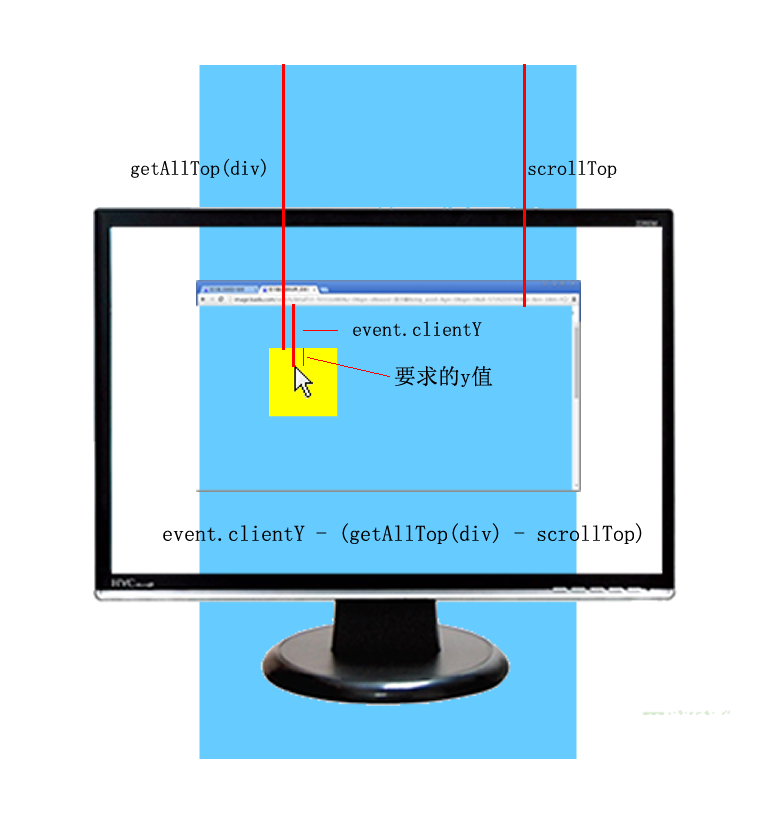 getAllTop(div)
scrollTop
event.clientY
要求的y值
event.clientY - (getAllTop(div) - scrollTop)